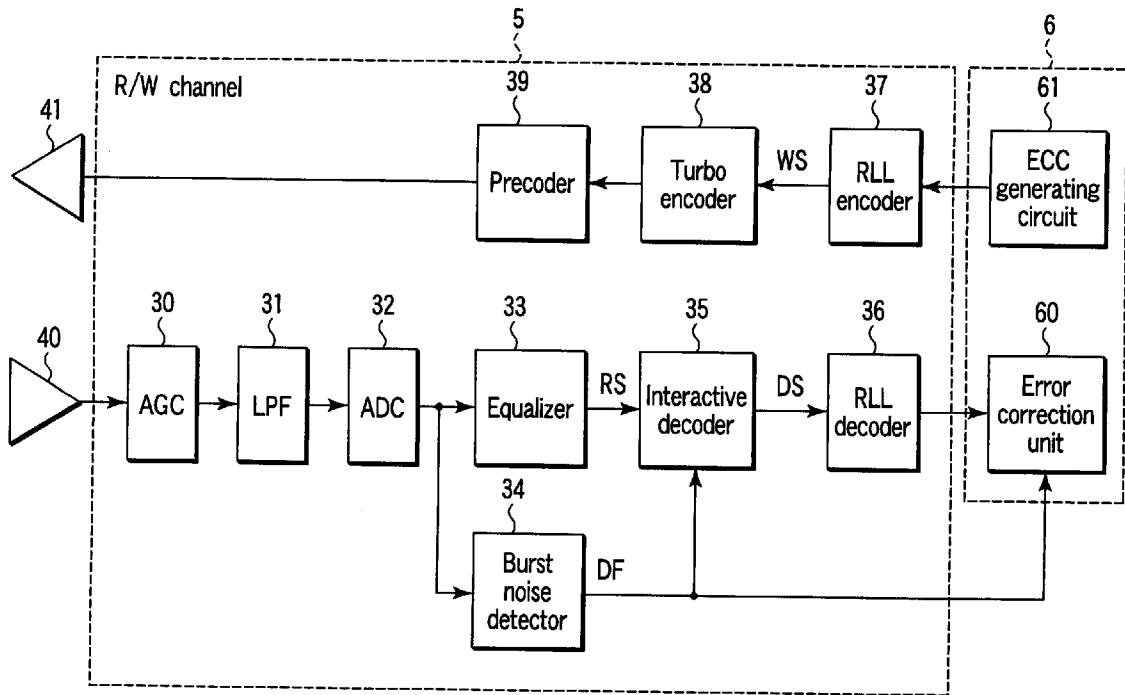 5
6
R/W channel
39
38
37
61
41
Precoder
Turbo
encoder
WS
RLL
encoder
ECC
generating
circuit
30
31
32
33
35
36
60
40
AGC
LPF
ADC
Equalizer
RS
Interactive
decoder
DS
RLL
decoder
Error
correction
unit
34
Burst
noise
detector
DF